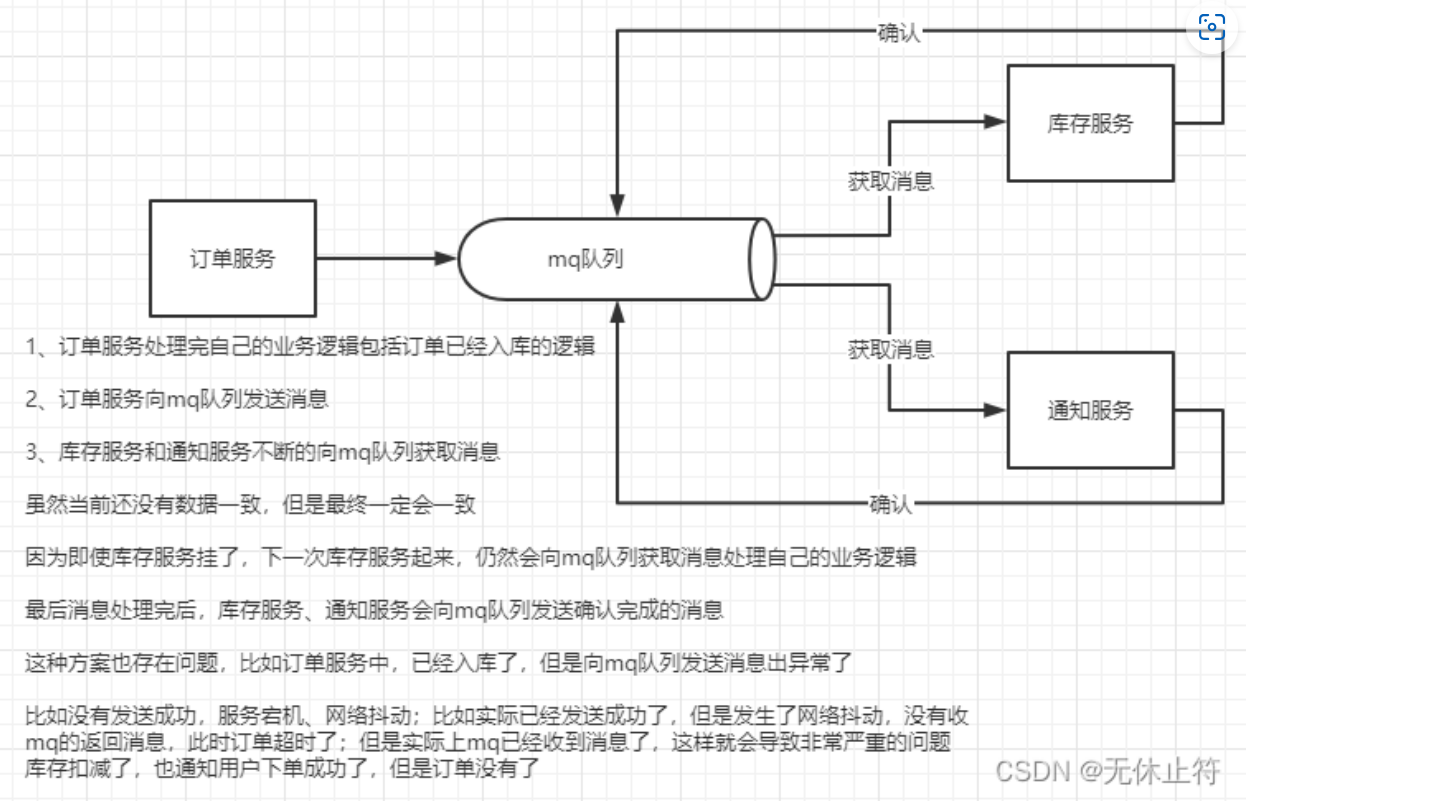 确认
库存服务
获取消息
订单服务
mq队列
获取消息
通知服务
确认
1、订单服务处理完自己的业务逻辑包括订单已经入库的逻辑
2、订单服务向mq队列发送消息
3、库存服务和通知服务不断的向mq队列获取消息
虽然当前还没有数据一致，但是最终一定会一致
因为即使库存服务挂了，下一次库存服务起来，仍然会向mq队列获取消息处理自己的业务逻辑
最后消息处理完后，库存服务、通知服务会向mq队列发送确认完成的消息
这种方案也存在问题，比如订单服务中，已经入库了，但是向mq队列发送消息出异常了
比如没有发送成功，服务宕机、网络抖动；比如实际已经发送成功了，但是发生了网络抖动，没有收
mq的返回消息，此时订单超时了；但是实际上mq已经收到消息了，这样就会导致非常严重的问题
库存扣减了，也通知用户下单成功了，但是订单没有了
CSDN @无休止符